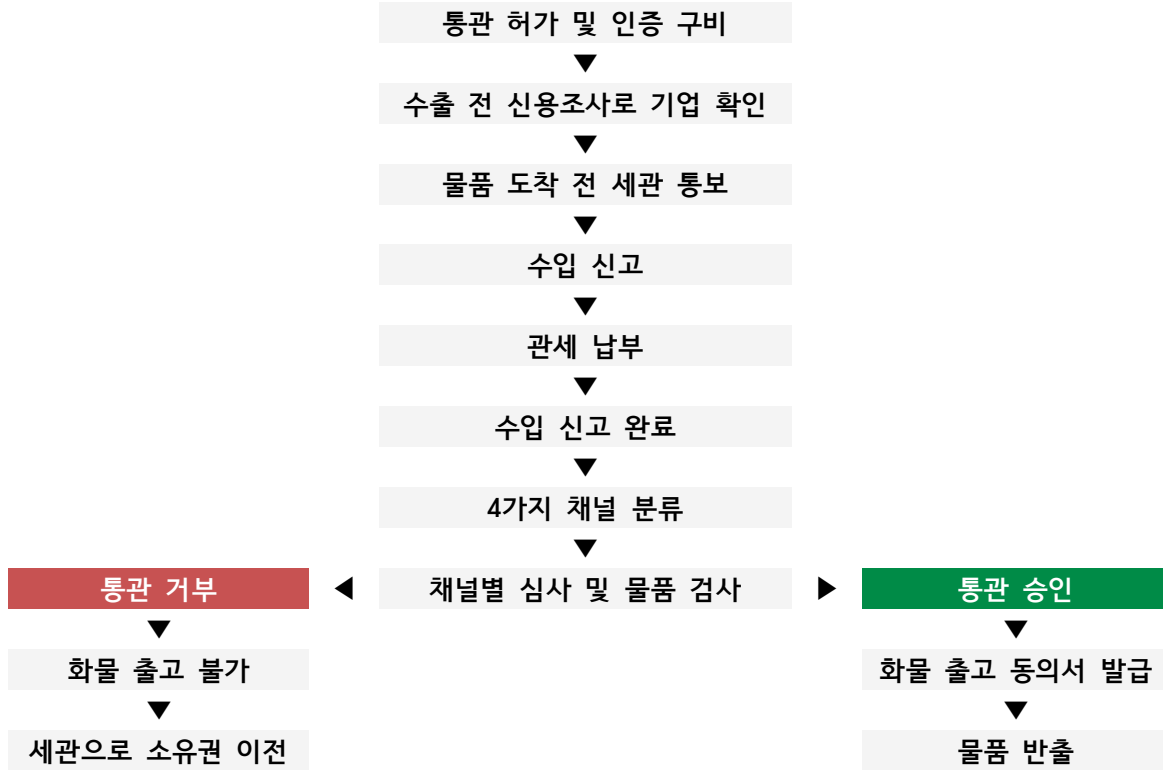 통관 허가 및 인증 구비
▼
수출 전 신용조사로 기업 확인
▼
물품 도착 전 세관 통보
▼
수입 신고
▼
관세 납부
▼
수입 신고 완료
▼
4가지 채널 분류
▼
통관 거부 ◀ 채널별 심사 및 물품 검사 ▶ 통관 승인
▼ ▼
화물 출고 불가 화물 출고 동의서 발급
▼ ▼
세관으로 소유권 이전 물품 반출